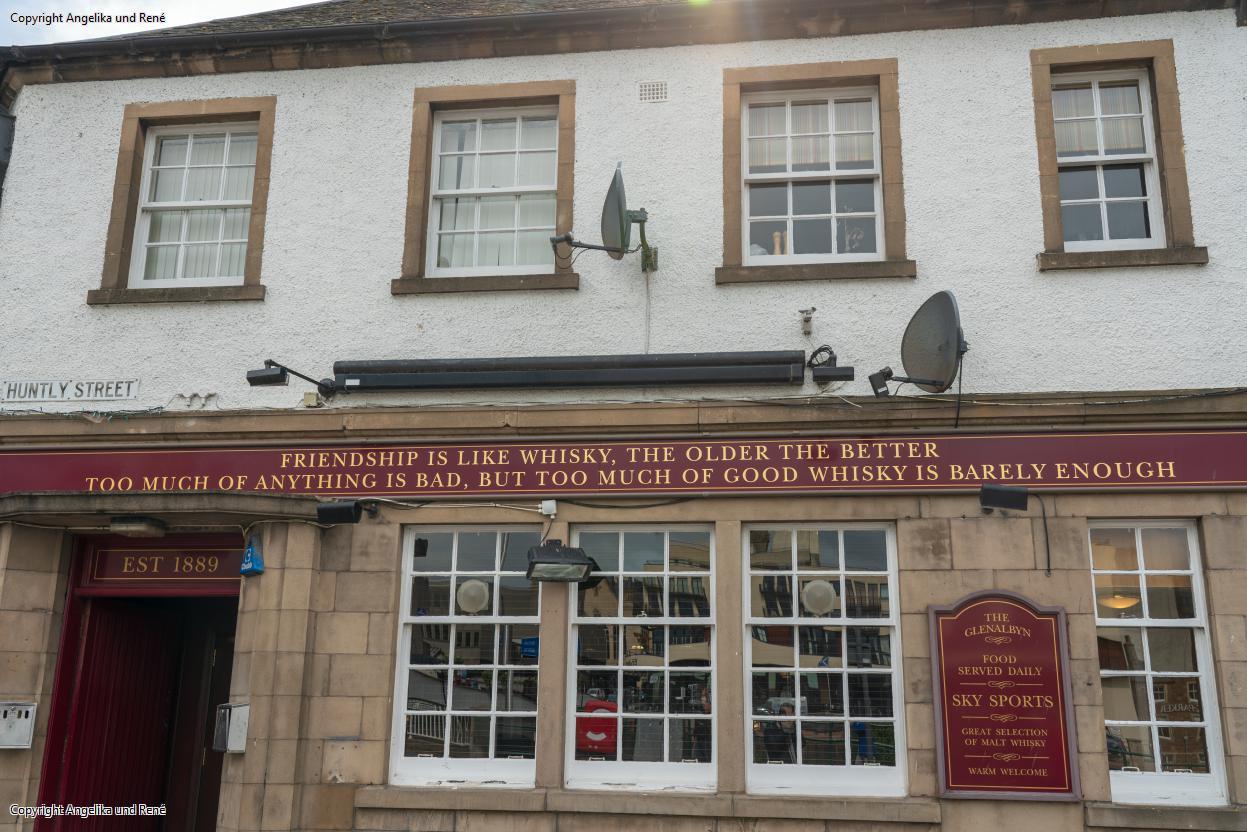 Copyright Angelika und René
HUNTLY STREET
FRIENDSHIP IS LIKE WHISKY, THE OLDER THE BETTER
TOO MUCH OF ANYTHING IS BAD, BUT TOO MUCH OF GOOD WHISKY IS BARELY ENOUGH
EST 1889
Chubb
THE
GLENALBYN
FOOD
SERVED DAILY
SKY SPORTS
GREAT SELECTION
OF MALT WHISKY
WARM WELCOME
Copyright Angelika und René